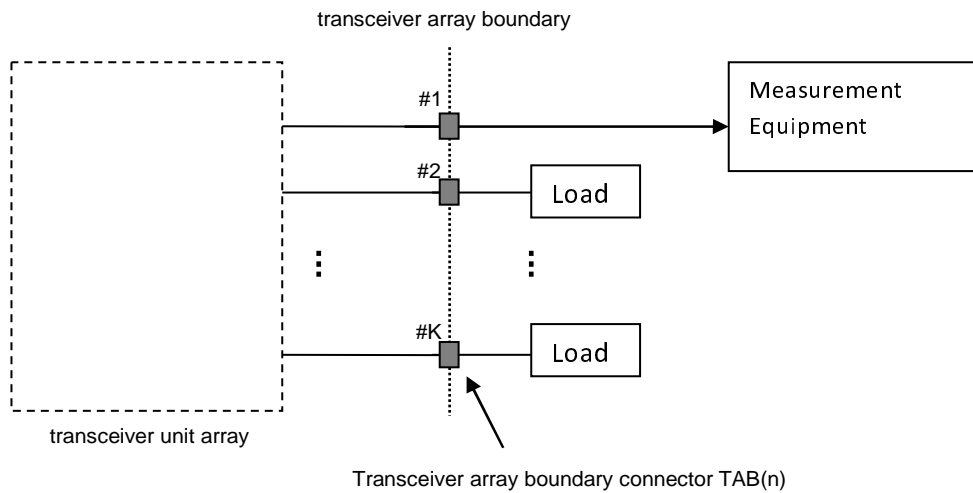 transceiver array boundary
#1
Measurement
Equipment
#2
Load
#K
Load
transceiver unit array
Transceiver array boundary connector TAB(n)